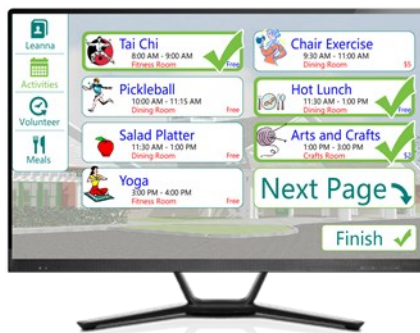 Leanna
Activities
Volunteer
Meals
Tai Chi
8:00 AM - 9:00 AM
Fitness Room
Free
Chair Exercise
9:30 AM - 11:00 AM
Dining Room
$5
Pickleball
10:00 AM - 11:15 AM
Dining Room
Free
Hot Lunch
11:30 AM - 1:00 PM
Dining Room
Free
Salad Platter
11:30 AM - 1:00 PM
Dining Room
Free
Arts and Crafts
1:00 PM - 3:00 PM
Crafts Room
$2
Yoga
3:00 PM - 4:00 PM
Fitness Room
Free
Next Page
Finish